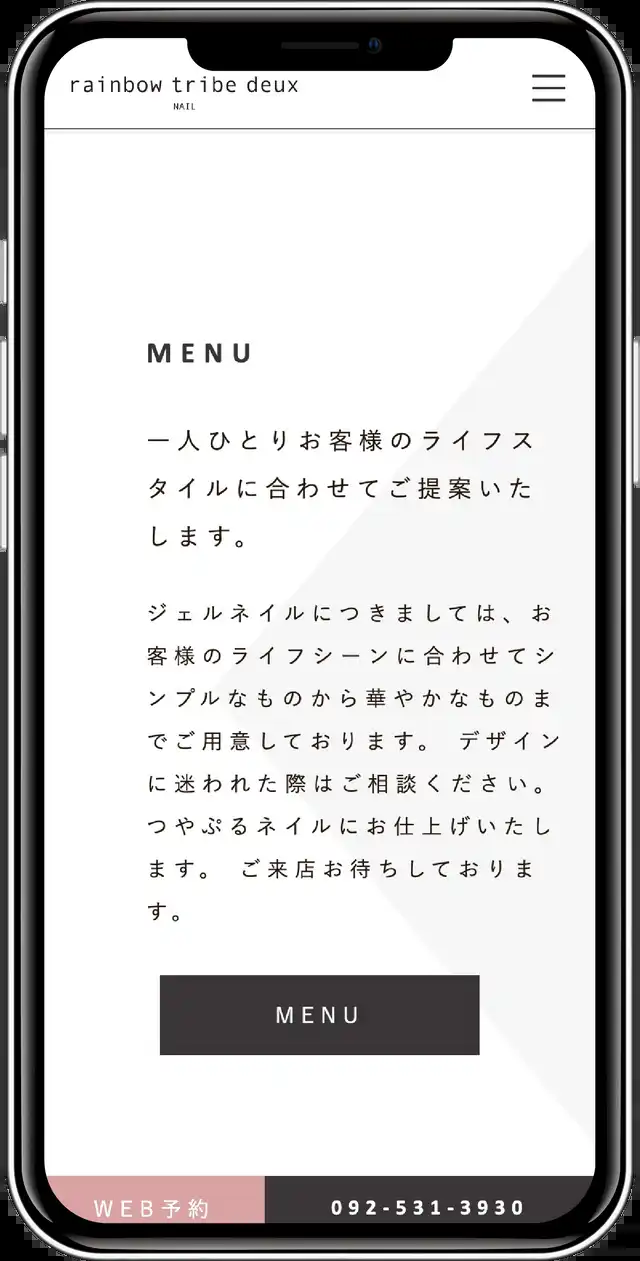 rainbow tribe deux
NAIL
MENU
一人ひとりお客様のライフス
タイルに合わせてご提案いた
します。
ジェルネイルにつきましては、お
客様のライフシーンに合わせてシ
ンプルなものから華やかなものま
でご用意しております。 デザイン
に迷われた際はご相談ください。
つやぷるネイルにお仕上げいたし
ます。 ご来店お待ちしておりま
す。
MENU
WEB予約
092-531-3930